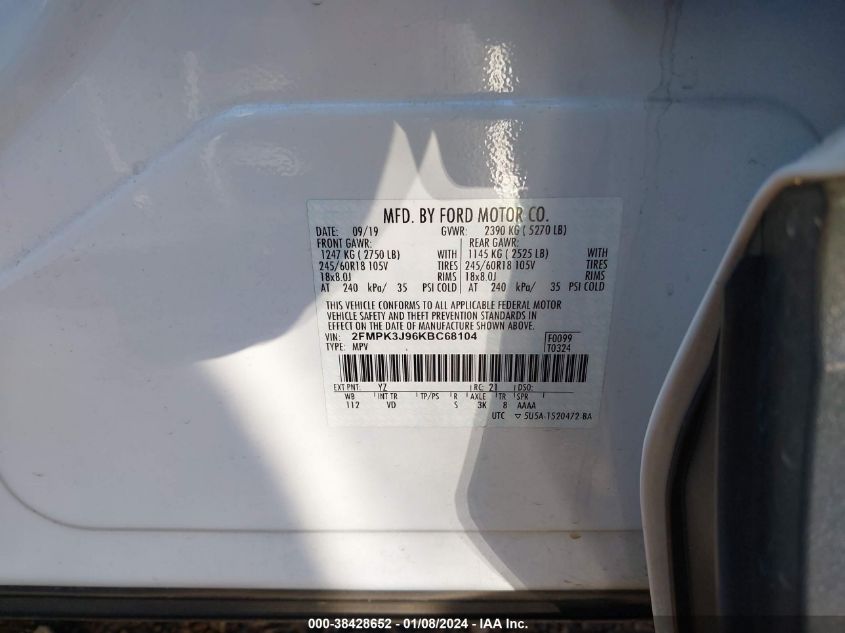 MFD. BY FORD MOTOR CO.
DATE: 09/19 GVWR: 2390 KG ( 5270 LB)
FRONT GAWR: REAR GAWR:
1247 KG ( 2750 LB) WITH 1145 KG ( 2525 LB) WITH
245/60R18 105V TIRES 245/60R18 105V TIRES
18x8.0J RIMS 18x8.0J RIMS
AT 240 kPa/ 35 PSI COLD AT 240 kPa/ 35 PSI COLD
THIS VEHICLE CONFORMS TO ALL APPLICABLE FEDERAL MOTOR
VEHICLE SAFETY AND THEFT PREVENTION STANDARDS IN
EFFECT ON THE DATE OF MANUFACTURE SHOWN ABOVE.
VIN: 2FMPK3J96KBC68104 F0099
TYPE: MPV T0324
EXT PNT: YZ RC: 21 DSO:
WB INT TR TP/PS R AXLE TR SPR
112 VD S 3K 8 AAAA
UTC ▽ 5U5A-1520472-BA
000-38428652 - 01/08/2024 - IAA Inc.